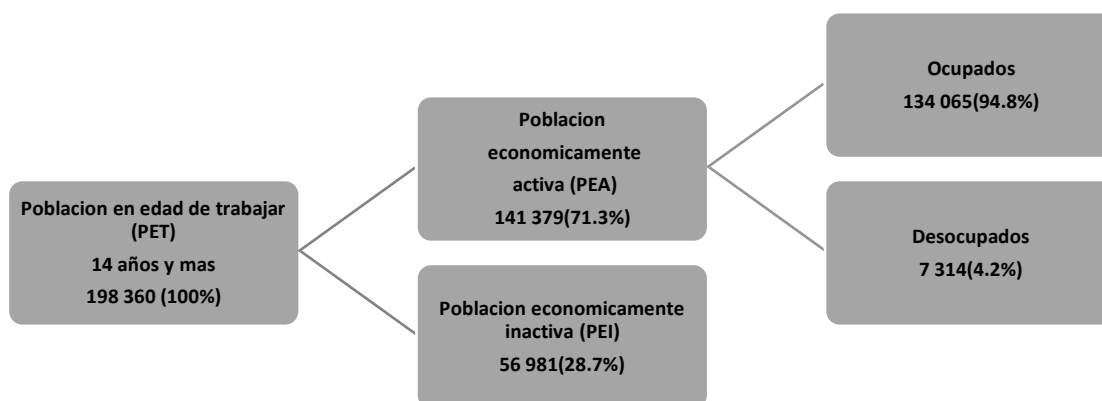 Poblacion en edad de trabajar
(PET)
14 años y mas
198 360 (100%)
Poblacion
economicamente
activa (PEA)
141 379(71.3%)
Poblacion economicamente
inactiva (PEI)
56 981(28.7%)
Ocupados
134 065(94.8%)
Desocupados
7 314(4.2%)